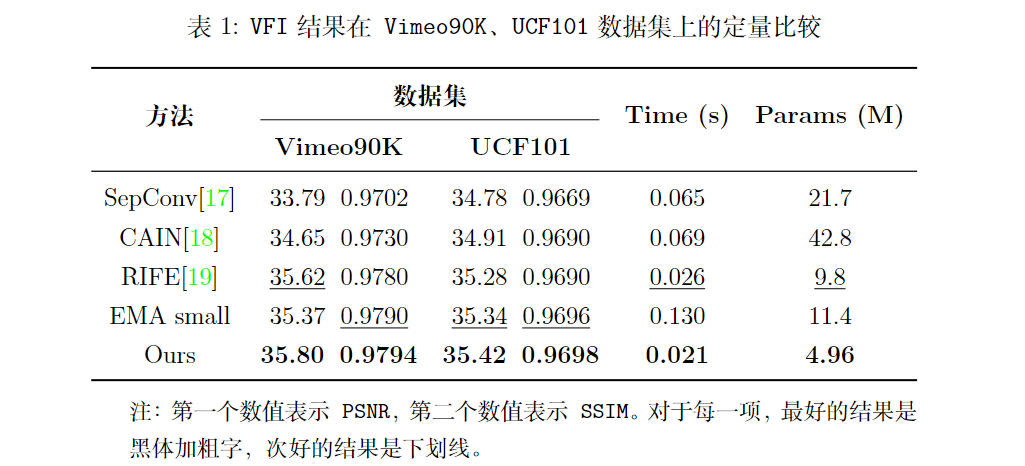 表 1: VFI 结果在 Vimeo90K、UCF101 数据集上的定量比较
方法 数据集 Time (s) Params (M)
Vimeo90K UCF101
SepConv[17] 33.79 0.9702 34.78 0.9669 0.065 21.7
CAIN[18] 34.65 0.9730 34.91 0.9690 0.069 42.8
RIFE[19] 35.62 0.9780 35.28 0.9690 0.026 9.8
EMA small 35.37 0.9790 35.34 0.9696 0.130 11.4
Ours 35.80 0.9794 35.42 0.9698 0.021 4.96
注: 第一个数值表示 PSNR, 第二个数值表示 SSIM。对于每一项, 最好的结果是
黑体加粗字, 次好的结果是下划线。